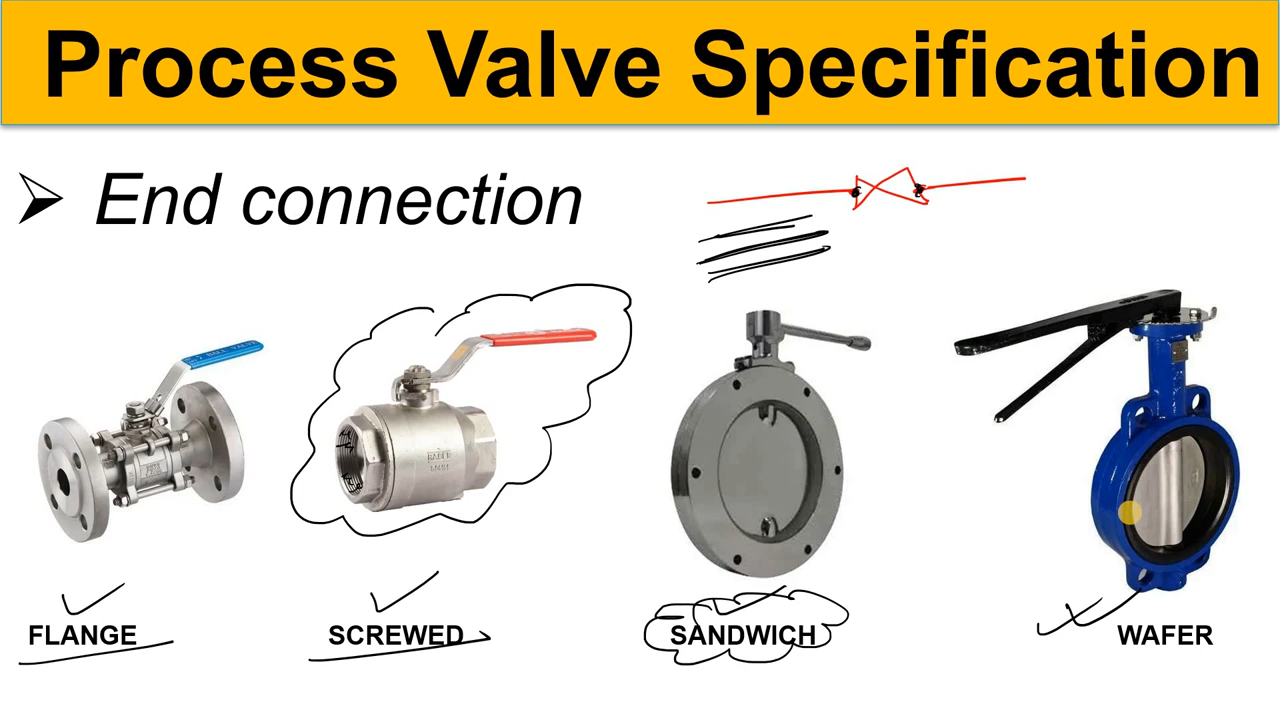 Process Valve Specification
➢ End connection
FLANGE
SCREWED
SANDWICH
WAFER